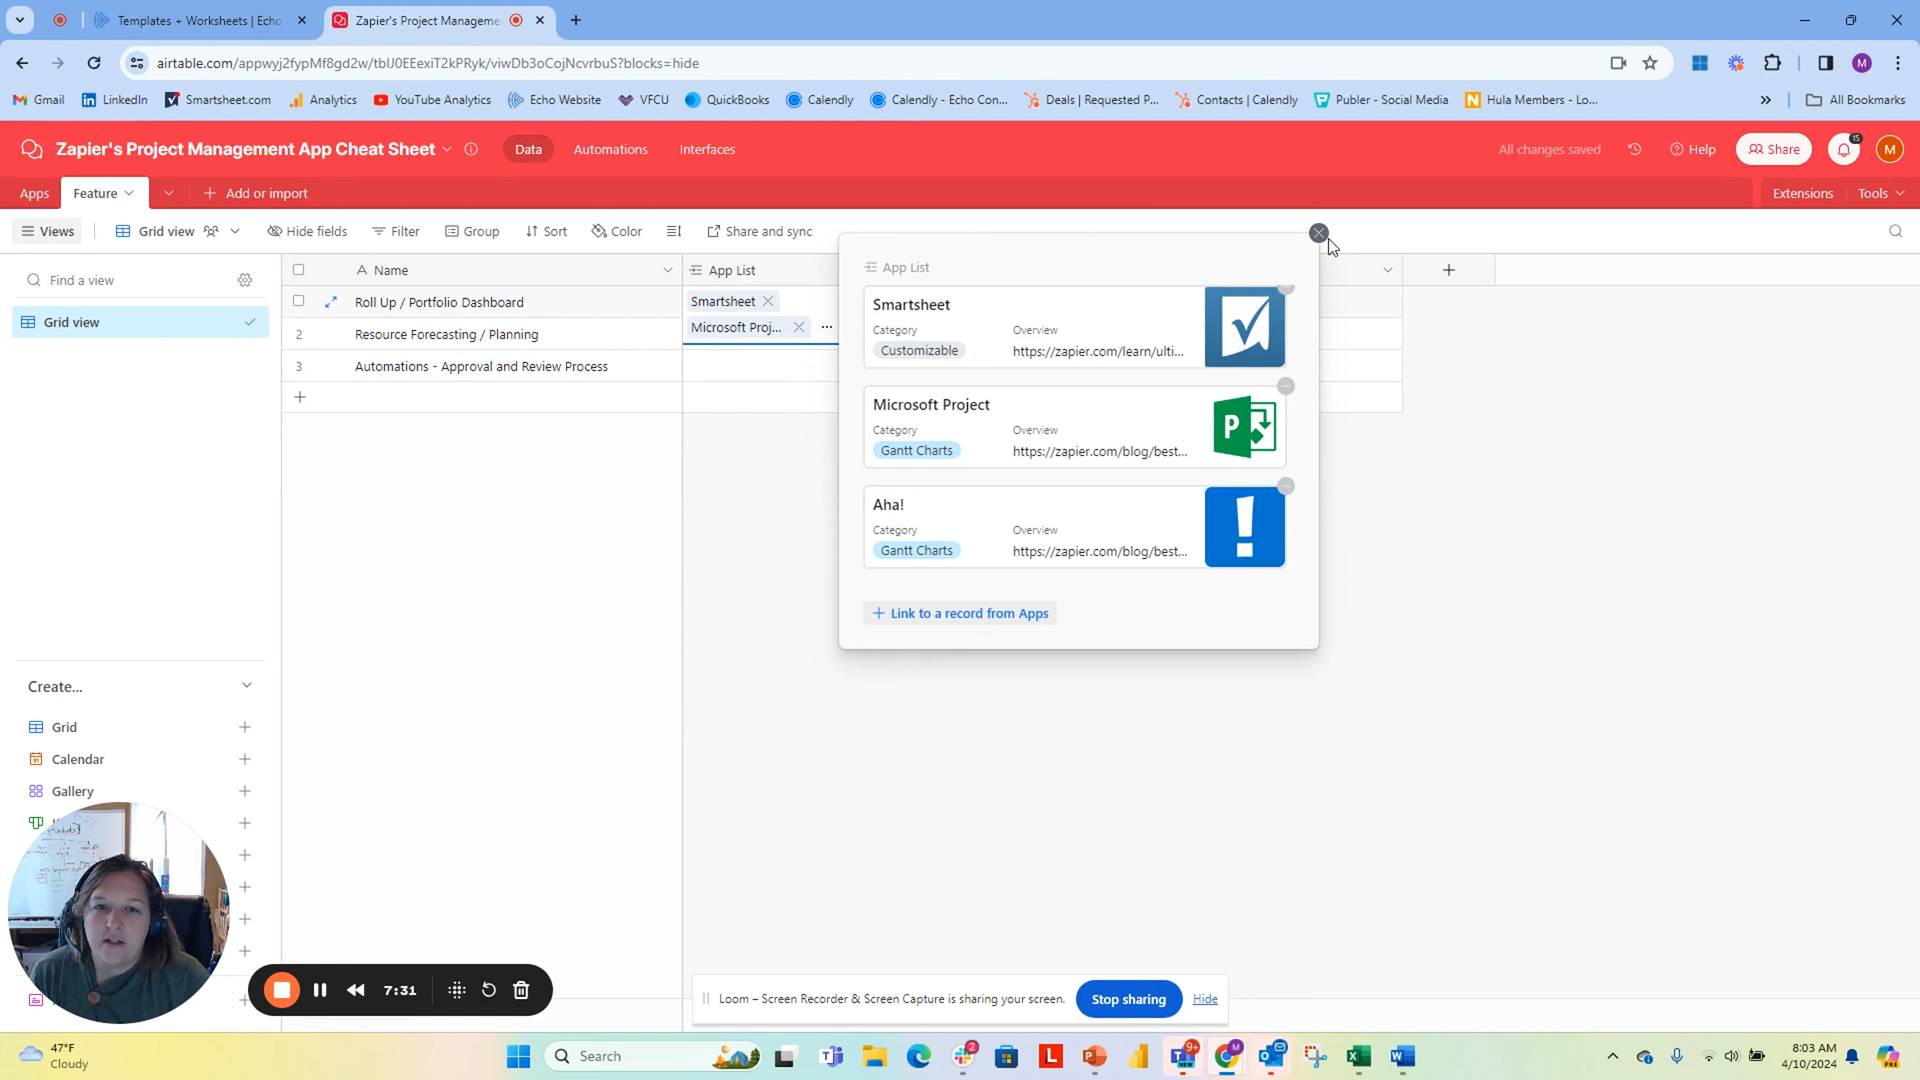 Templates + Worksheets | Echo
Zapier's Project Manageme
airtable.com/appwyj2fypMf8gd2w/tblJ0EEexiT2kPRyk/viwDb3oCojNcvrbuS?blocks=hide
M
Gmail
LinkedIn
Smartsheet.com
Analytics
YouTube Analytics
Echo Website
VFCU
QuickBooks
Calendly
Calendly - Echo Con...
Deals | Requested P...
Contacts | Calendly
Publer - Social Media
Hula Members - Lo...
All Bookmarks
Zapier's Project Management App Cheat Sheet
Data
Automations
Interfaces
All changes saved
Help
Share
15
M
Apps
Feature
Add or import
Extensions
Tools
Views
Grid view
Hide fields
Filter
Group
Sort
Color
Share and sync
Find a view
Grid view
Name
App List
Roll Up / Portfolio Dashboard
Smartsheet
Microsoft Proj...
2
Resource Forecasting / Planning
3
Automations - Approval and Review Process
App List
Smartsheet
Category
Overview
Customizable
https://zapier.com/learn/ulti...
Microsoft Project
Category
Overview
Gantt Charts
https://zapier.com/blog/best...
P
Aha!
Category
Overview
Gantt Charts
https://zapier.com/blog/best...
!
Link to a record from Apps
Create...
Grid
Calendar
Gallery
7:31
Loom – Screen Recorder & Screen Capture is sharing your screen.
Stop sharing
Hide
47°F
Cloudy
Search
2
L
9+
NEW
M
PRE
8:03 AM
4/10/2024